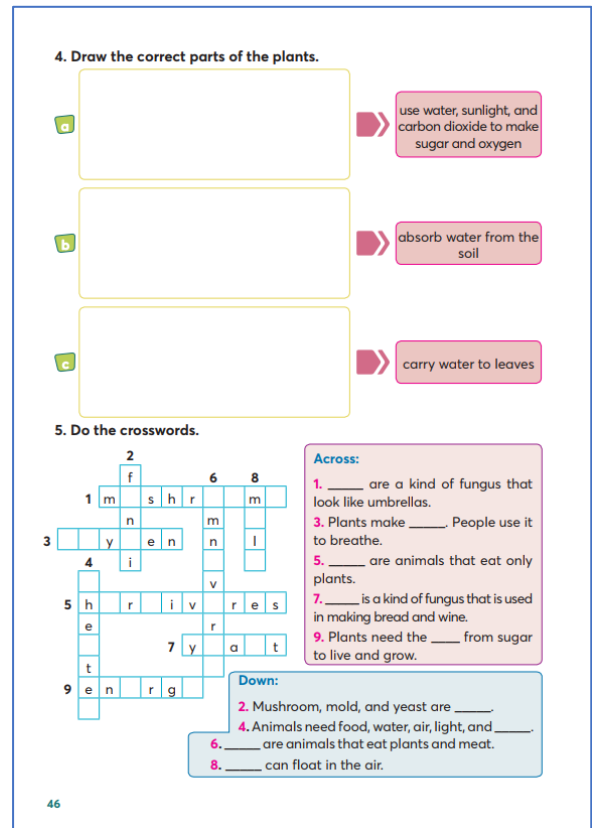 4. Draw the correct parts of the plants.
a
use water, sunlight, and
carbon dioxide to make
sugar and oxygen
b
absorb water from the
soil
c
carry water to leaves
5. Do the crosswords.
2
f 6 8
1 m s h r m
n m
3 y e n n l
4 i
v
5 h r i v r e s
e r
7 y a t
t
9 e n r g
Across:
1. _____ are a kind of fungus that
look like umbrellas.
3. Plants make _____. People use it
to breathe.
5. _____ are animals that eat only
plants.
7. _____ is a kind of fungus that is used
in making bread and wine.
9. Plants need the ____ from sugar
to live and grow.
Down:
2. Mushroom, mold, and yeast are _____.
4. Animals need food, water, air, light, and _____.
6. _____ are animals that eat plants and meat.
8. _____ can float in the air.
46